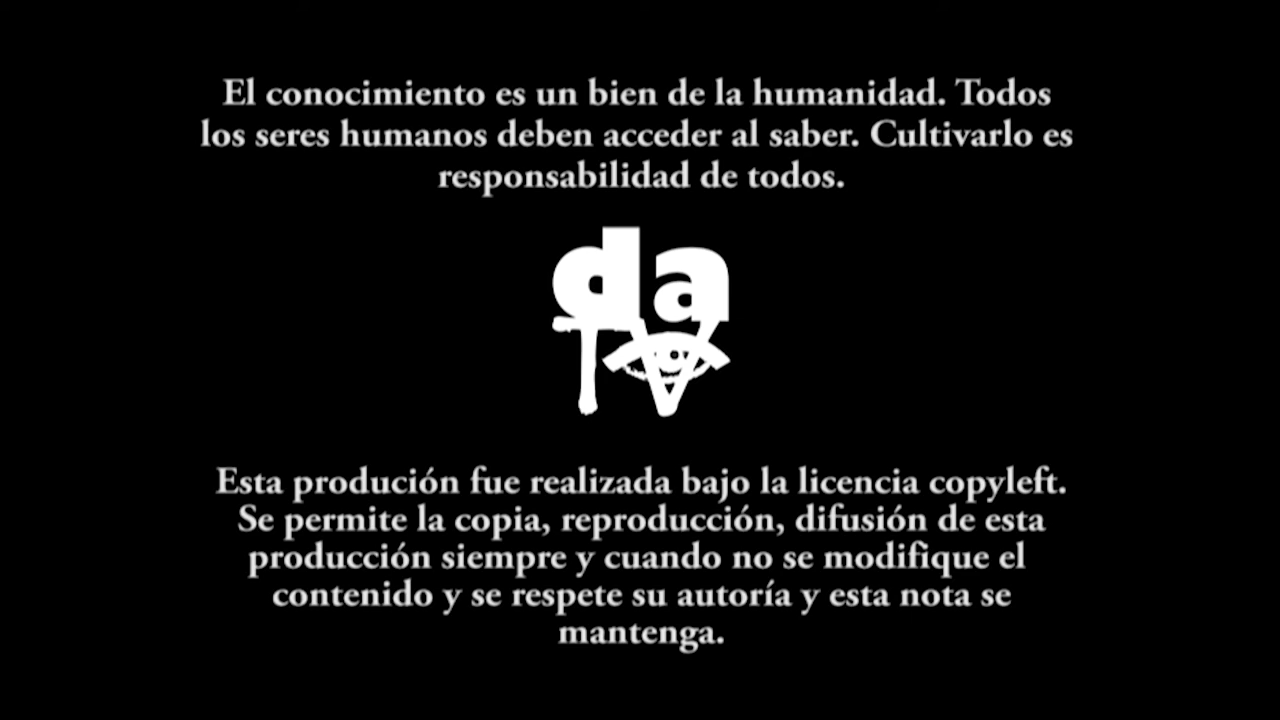 El conocimiento es un bien de la humanidad. Todos
los seres humanos deben acceder al saber. Cultivarlo es
responsabilidad de todos.
da
TV
Esta produción fue realizada bajo la licencia copyleft.
Se permite la copia, reproducción, difusión de esta
producción siempre y cuando no se modifique el
contenido y se respete su autoría y esta nota se
mantenga.